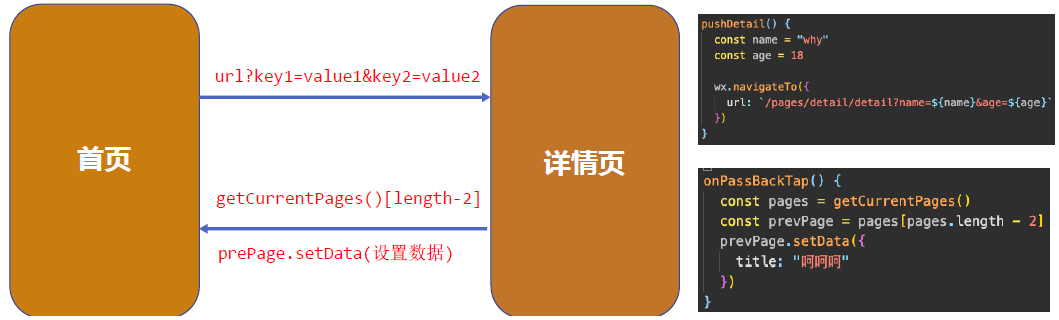 首页
url?key1=value1&key2=value2
getCurrentPages()[length-2]
prePage.setData(设置数据)
详情页
pushDetail() {
const name = "why"
const age = 18
wx.navigateTo({
url: `/pages/detail/detail?name=${name}&age=${age}`
})
}
onPassBackTap() {
const pages = getCurrentPages()
const prevPage = pages[pages.length - 2]
prevPage.setData({
title: "呵呵呵"
})
}